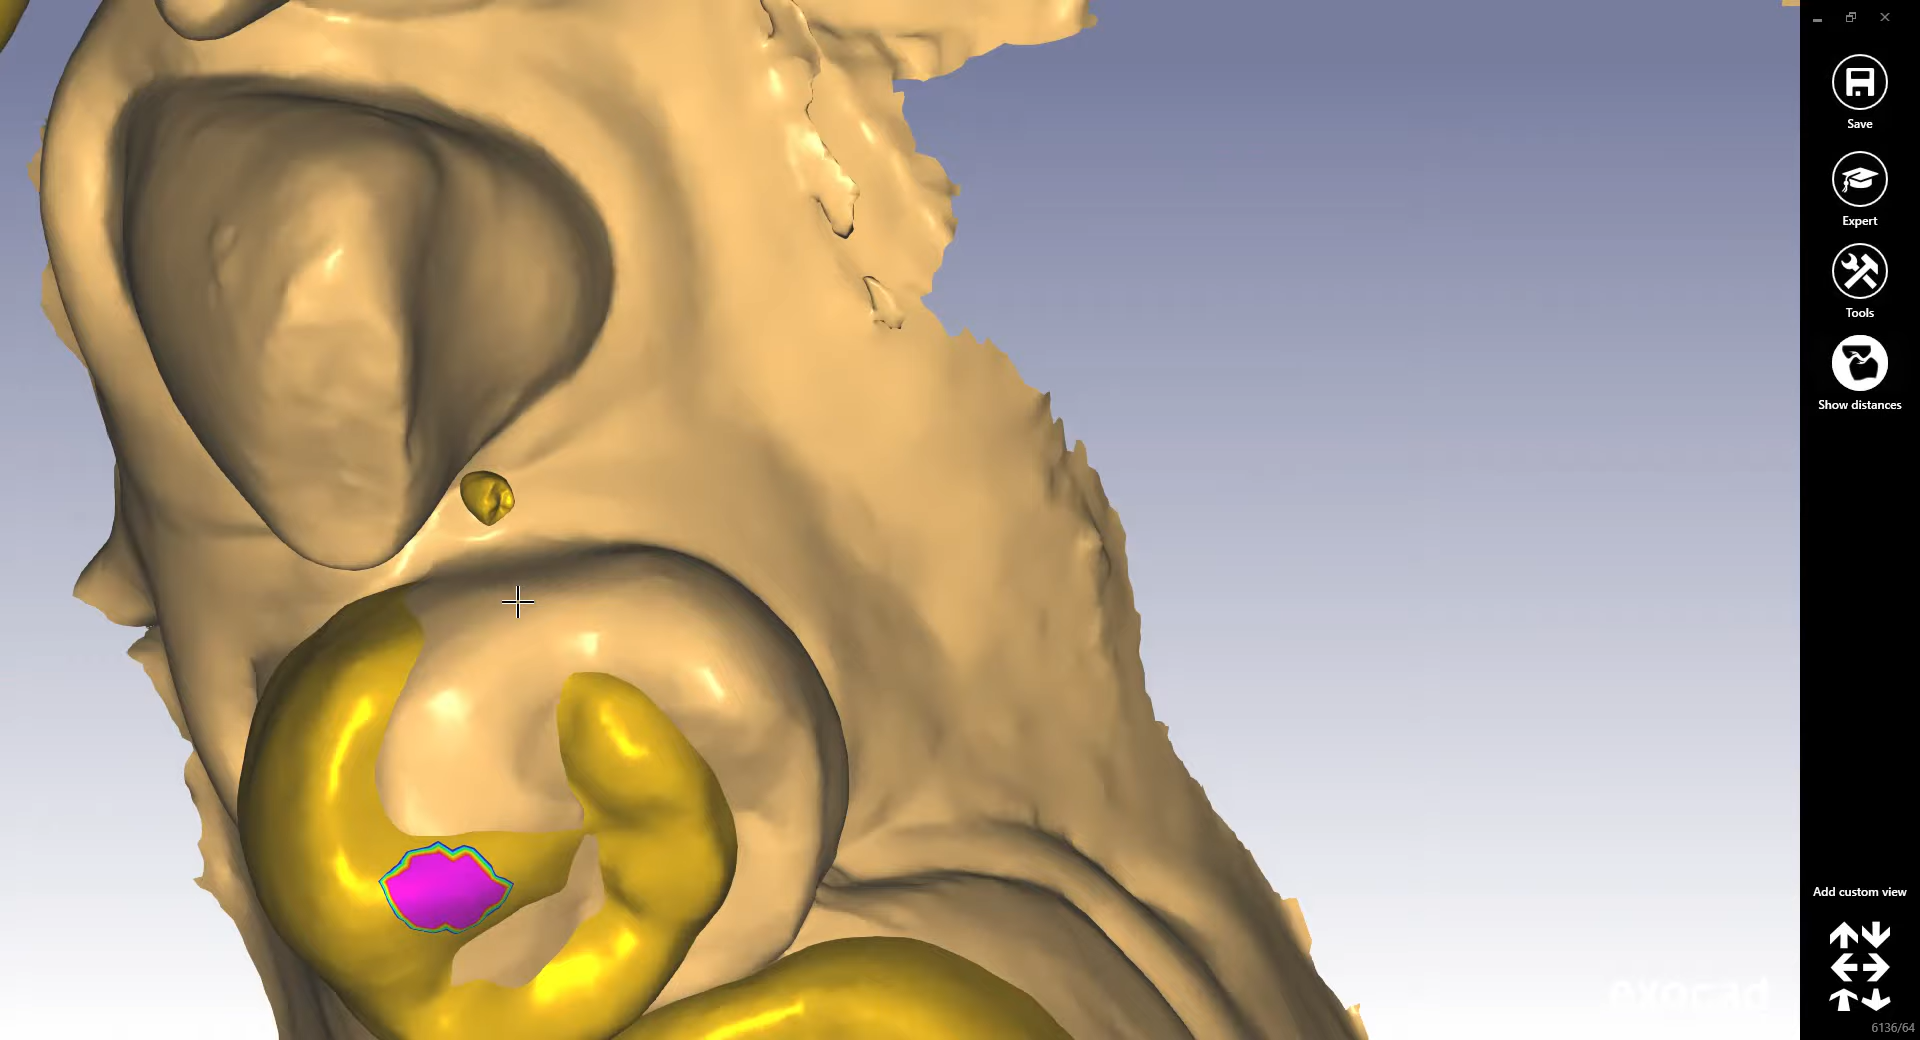 Save
Expert
Tools
Show distances
Add custom view
exocad
6136/64